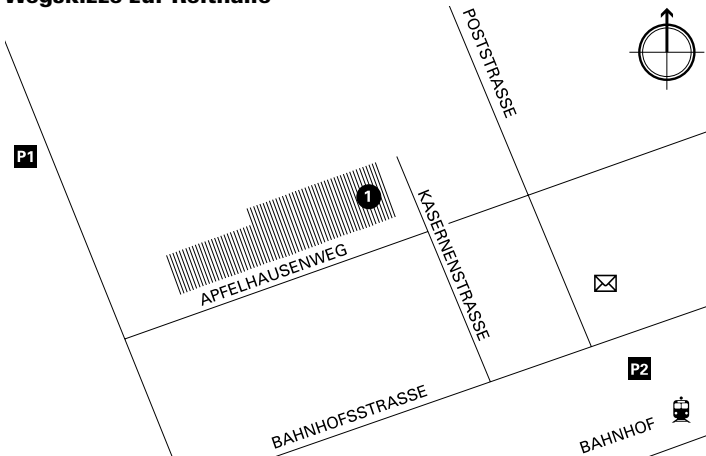 Wegskizze zur Reithalle
POSTSTRASSE
P1
1
KASERNENSTRASSE
APFELHAUSENWEG
P2
BAHNHOFSSTRASSE
BAHNHOF